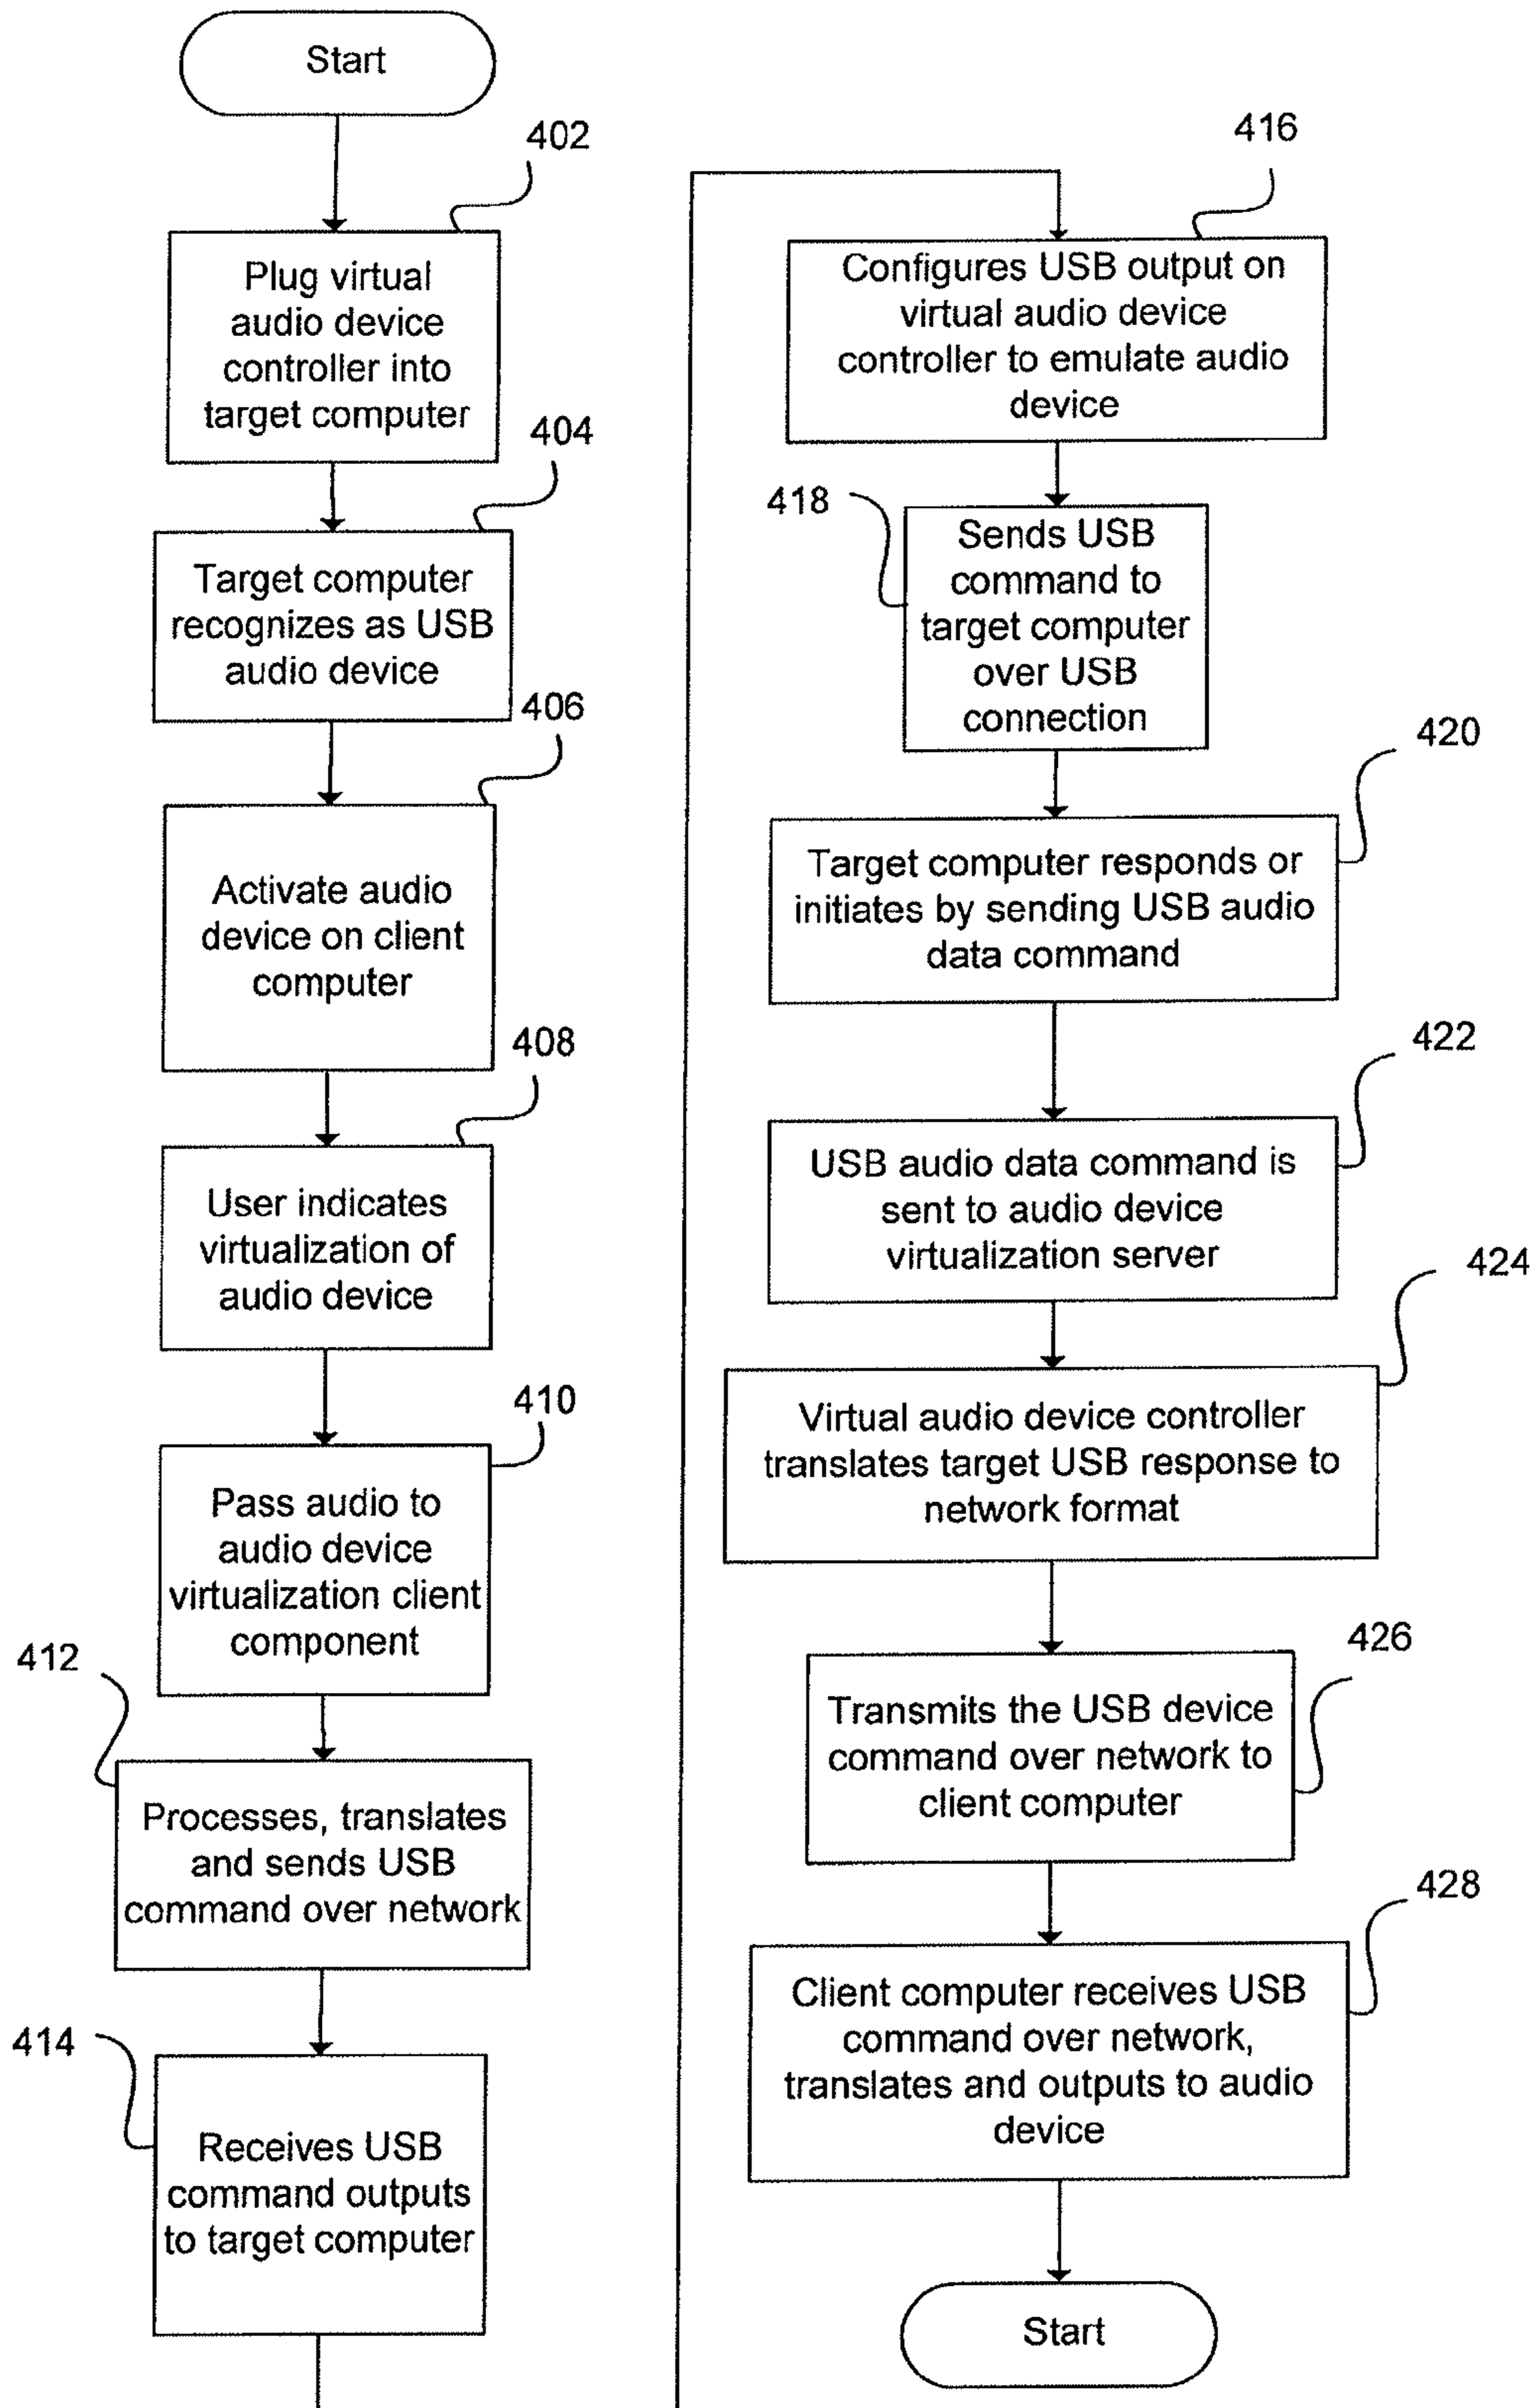 Start
402
Plug virtual
audio device
controller into
target computer
404
Target computer
recognizes as USB
audio device
406
Activate audio
device on client
computer
408
User indicates
virtualization of
audio device
410
Pass audio to
audio device
virtualization client
component
412
Processes, translates
and sends USB
command over network
414
Receives USB
command outputs
to target computer
416
Configures USB output on
virtual audio device
controller to emulate audio
device
418
Sends USB
command to
target computer
over USB
connection
420
Target computer responds or
initiates by sending USB audio
data command
422
USB audio data command is
sent to audio device
virtualization server
424
Virtual audio device controller
translates target USB response to
network format
426
Transmits the USB device
command over network to
client computer
428
Client computer receives USB
command over network,
translates and outputs to audio
device
Start